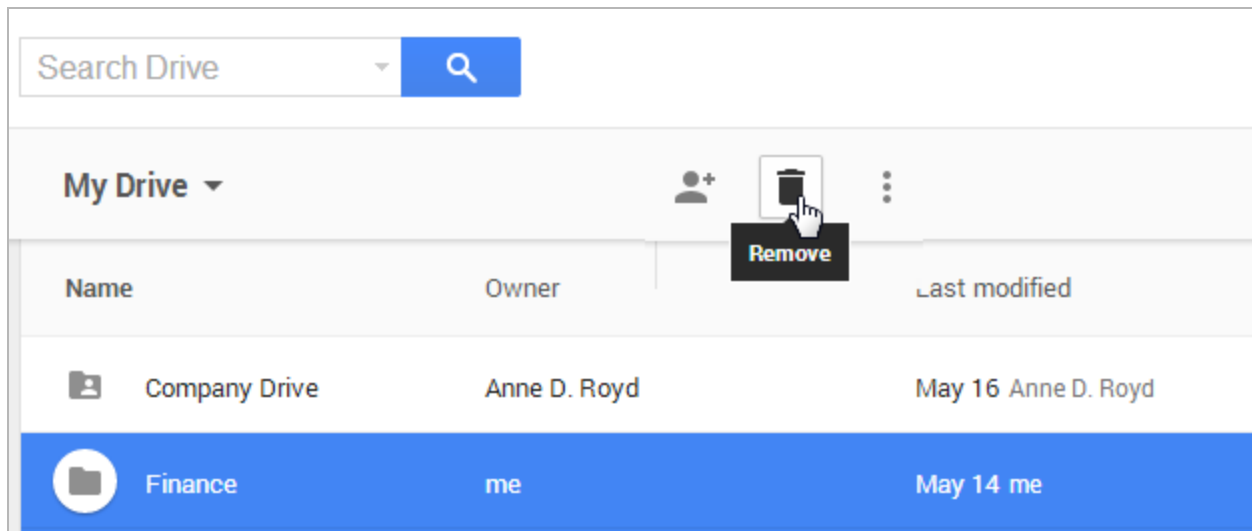 Search Drive
My Drive
Remove
Name Owner Last modified
Company Drive Anne D. Royd May 16 Anne D. Royd
Finance me May 14 me